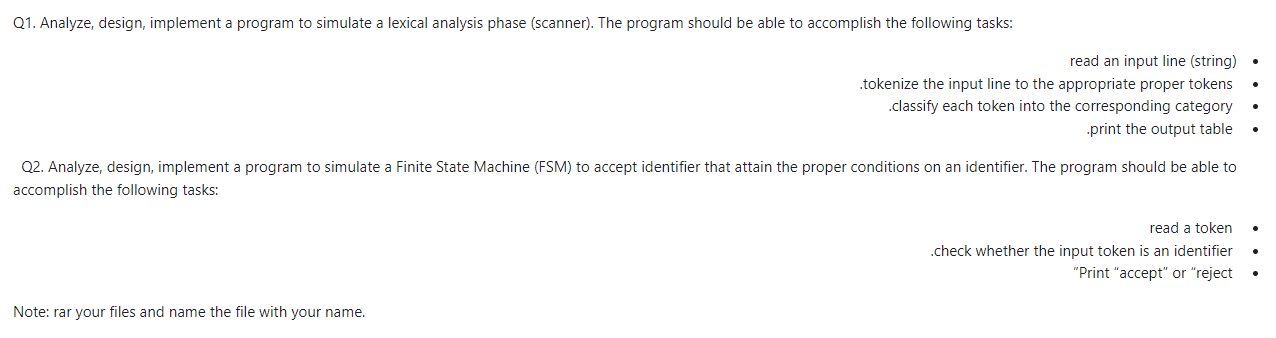 Q1. Analyze, design, implement a program to simulate a lexical analysis phase (scanner). The program should be able to accomplish the following tasks:
read an input line (string) •
.tokenize the input line to the appropriate proper tokens •
.classify each token into the corresponding category •
.print the output table •
Q2. Analyze, design, implement a program to simulate a Finite State Machine (FSM) to accept identifier that attain the proper conditions on an identifier. The program should be able to
accomplish the following tasks:
read a token •
.check whether the input token is an identifier •
"Print “accept” or “reject •
Note: rar your files and name the file with your name.